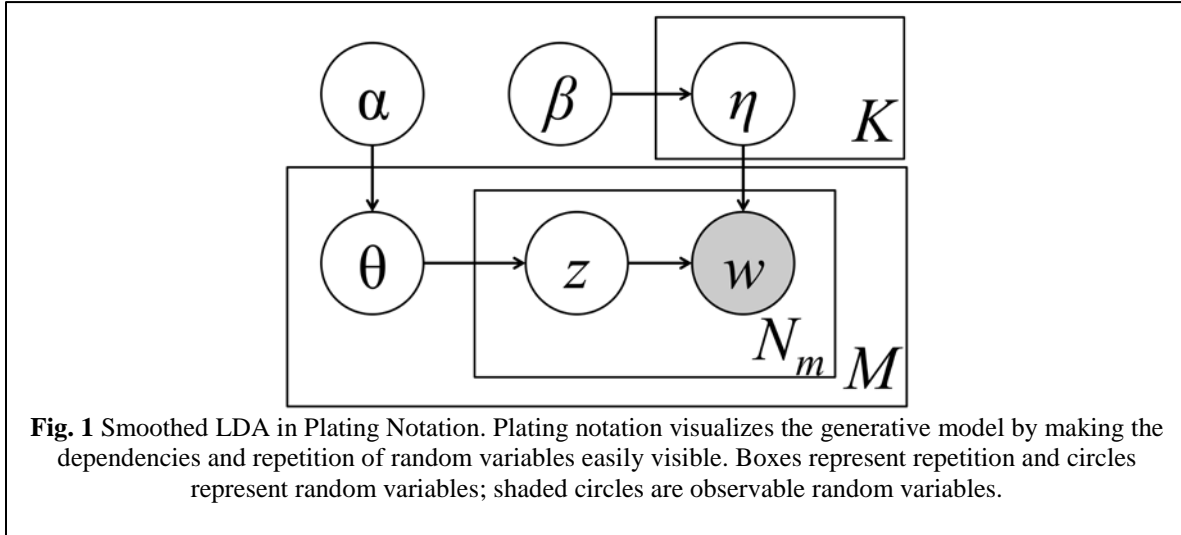 α β η K
θ z w
N_m M
Fig. 1 Smoothed LDA in Plating Notation. Plating notation visualizes the generative model by making the
dependencies and repetition of random variables easily visible. Boxes represent repetition and circles
represent random variables; shaded circles are observable random variables.